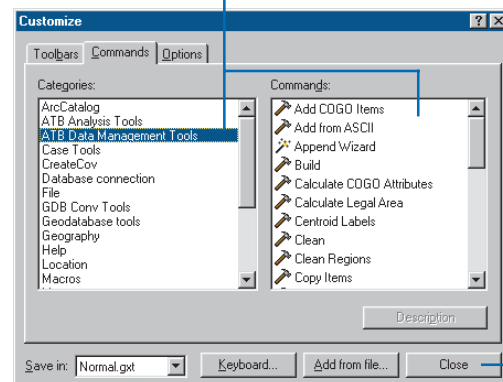 Customize
Toolbars Commands Options
Categories:
ArcCatalog
ATB Analysis Tools
ATB Data Management Tools
Case Tools
CreateCov
Database connection
File
GDB Conv Tools
Geodatabase tools
Geography
Help
Location
Macros
Commands:
Add COGO Items
Add from ASCII
Append Wizard
Build
Calculate COGO Attributes
Calculate Legal Area
Centroid Labels
Clean
Clean Regions
Copy Items
Description
Save in: Normal.gxt Keyboard... Add from file... Close